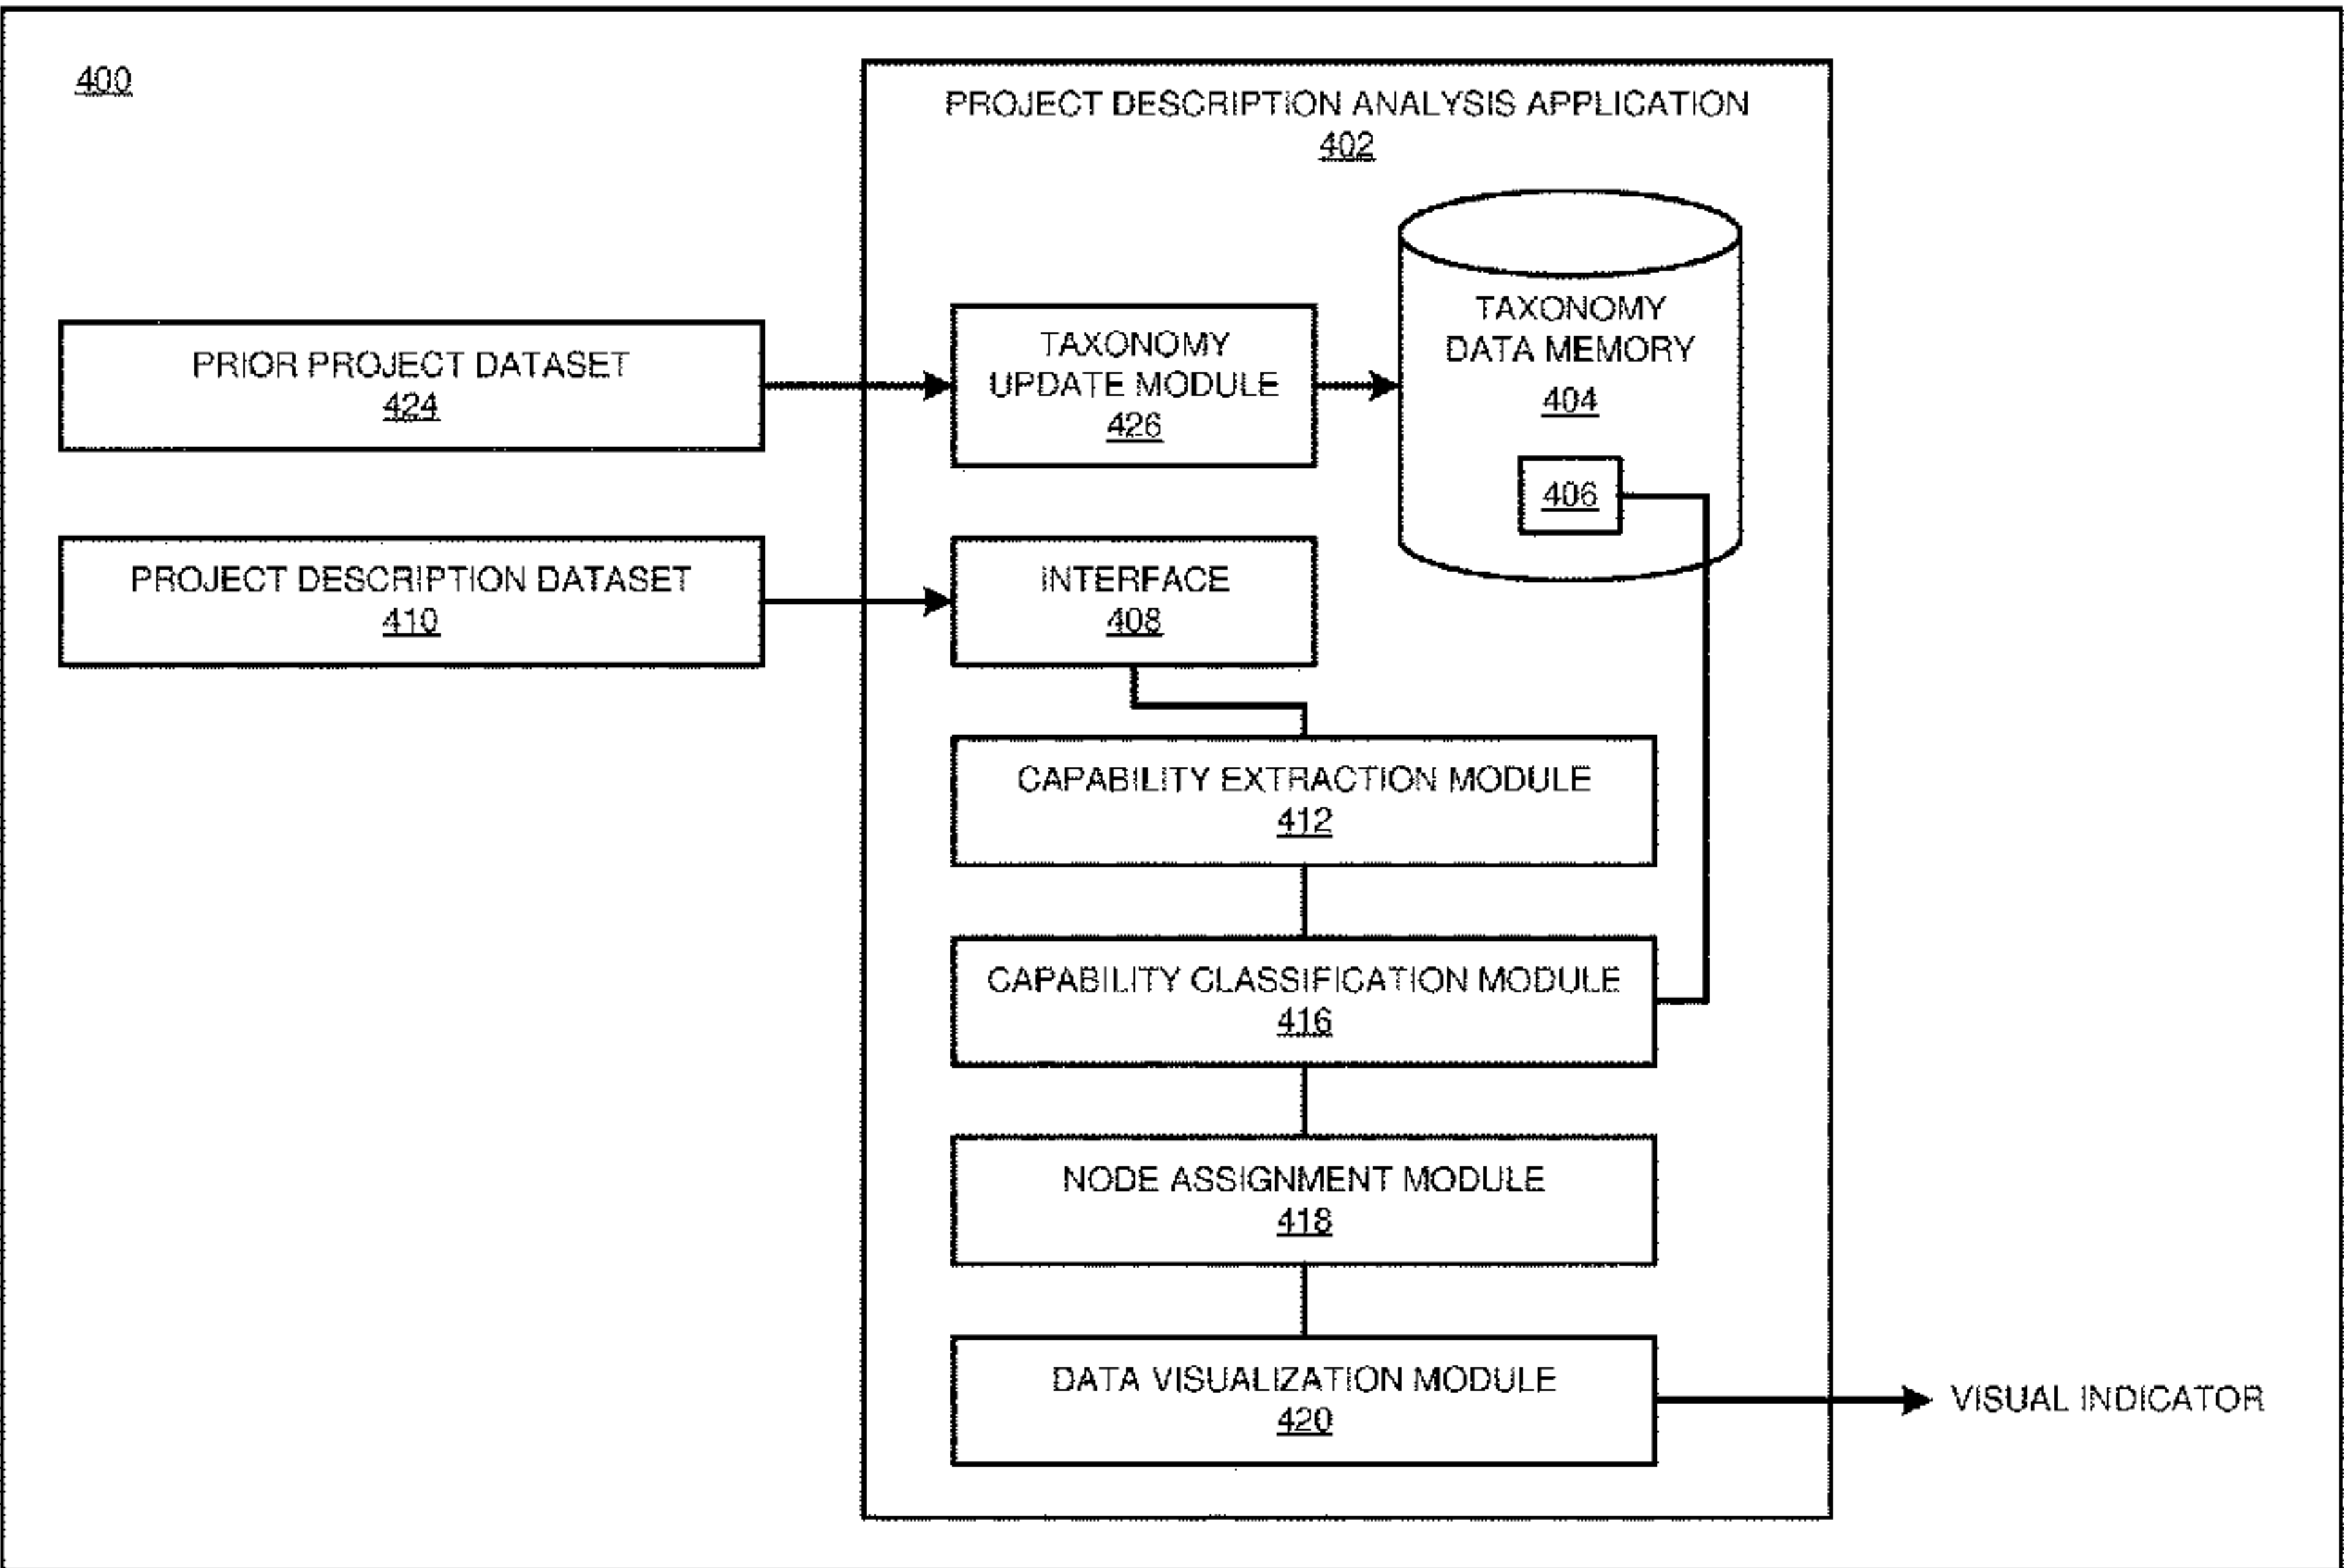 400
PROJECT DESCRIPTION ANALYSIS APPLICATION
402
PRIOR PROJECT DATASET
424
TAXONOMY
UPDATE MODULE
426
TAXONOMY
DATA MEMORY
404
406
PROJECT DESCRIPTION DATASET
410
INTERFACE
408
CAPABILITY EXTRACTION MODULE
412
CAPABILITY CLASSIFICATION MODULE
416
NODE ASSIGNMENT MODULE
418
DATA VISUALIZATION MODULE
420
VISUAL INDICATOR